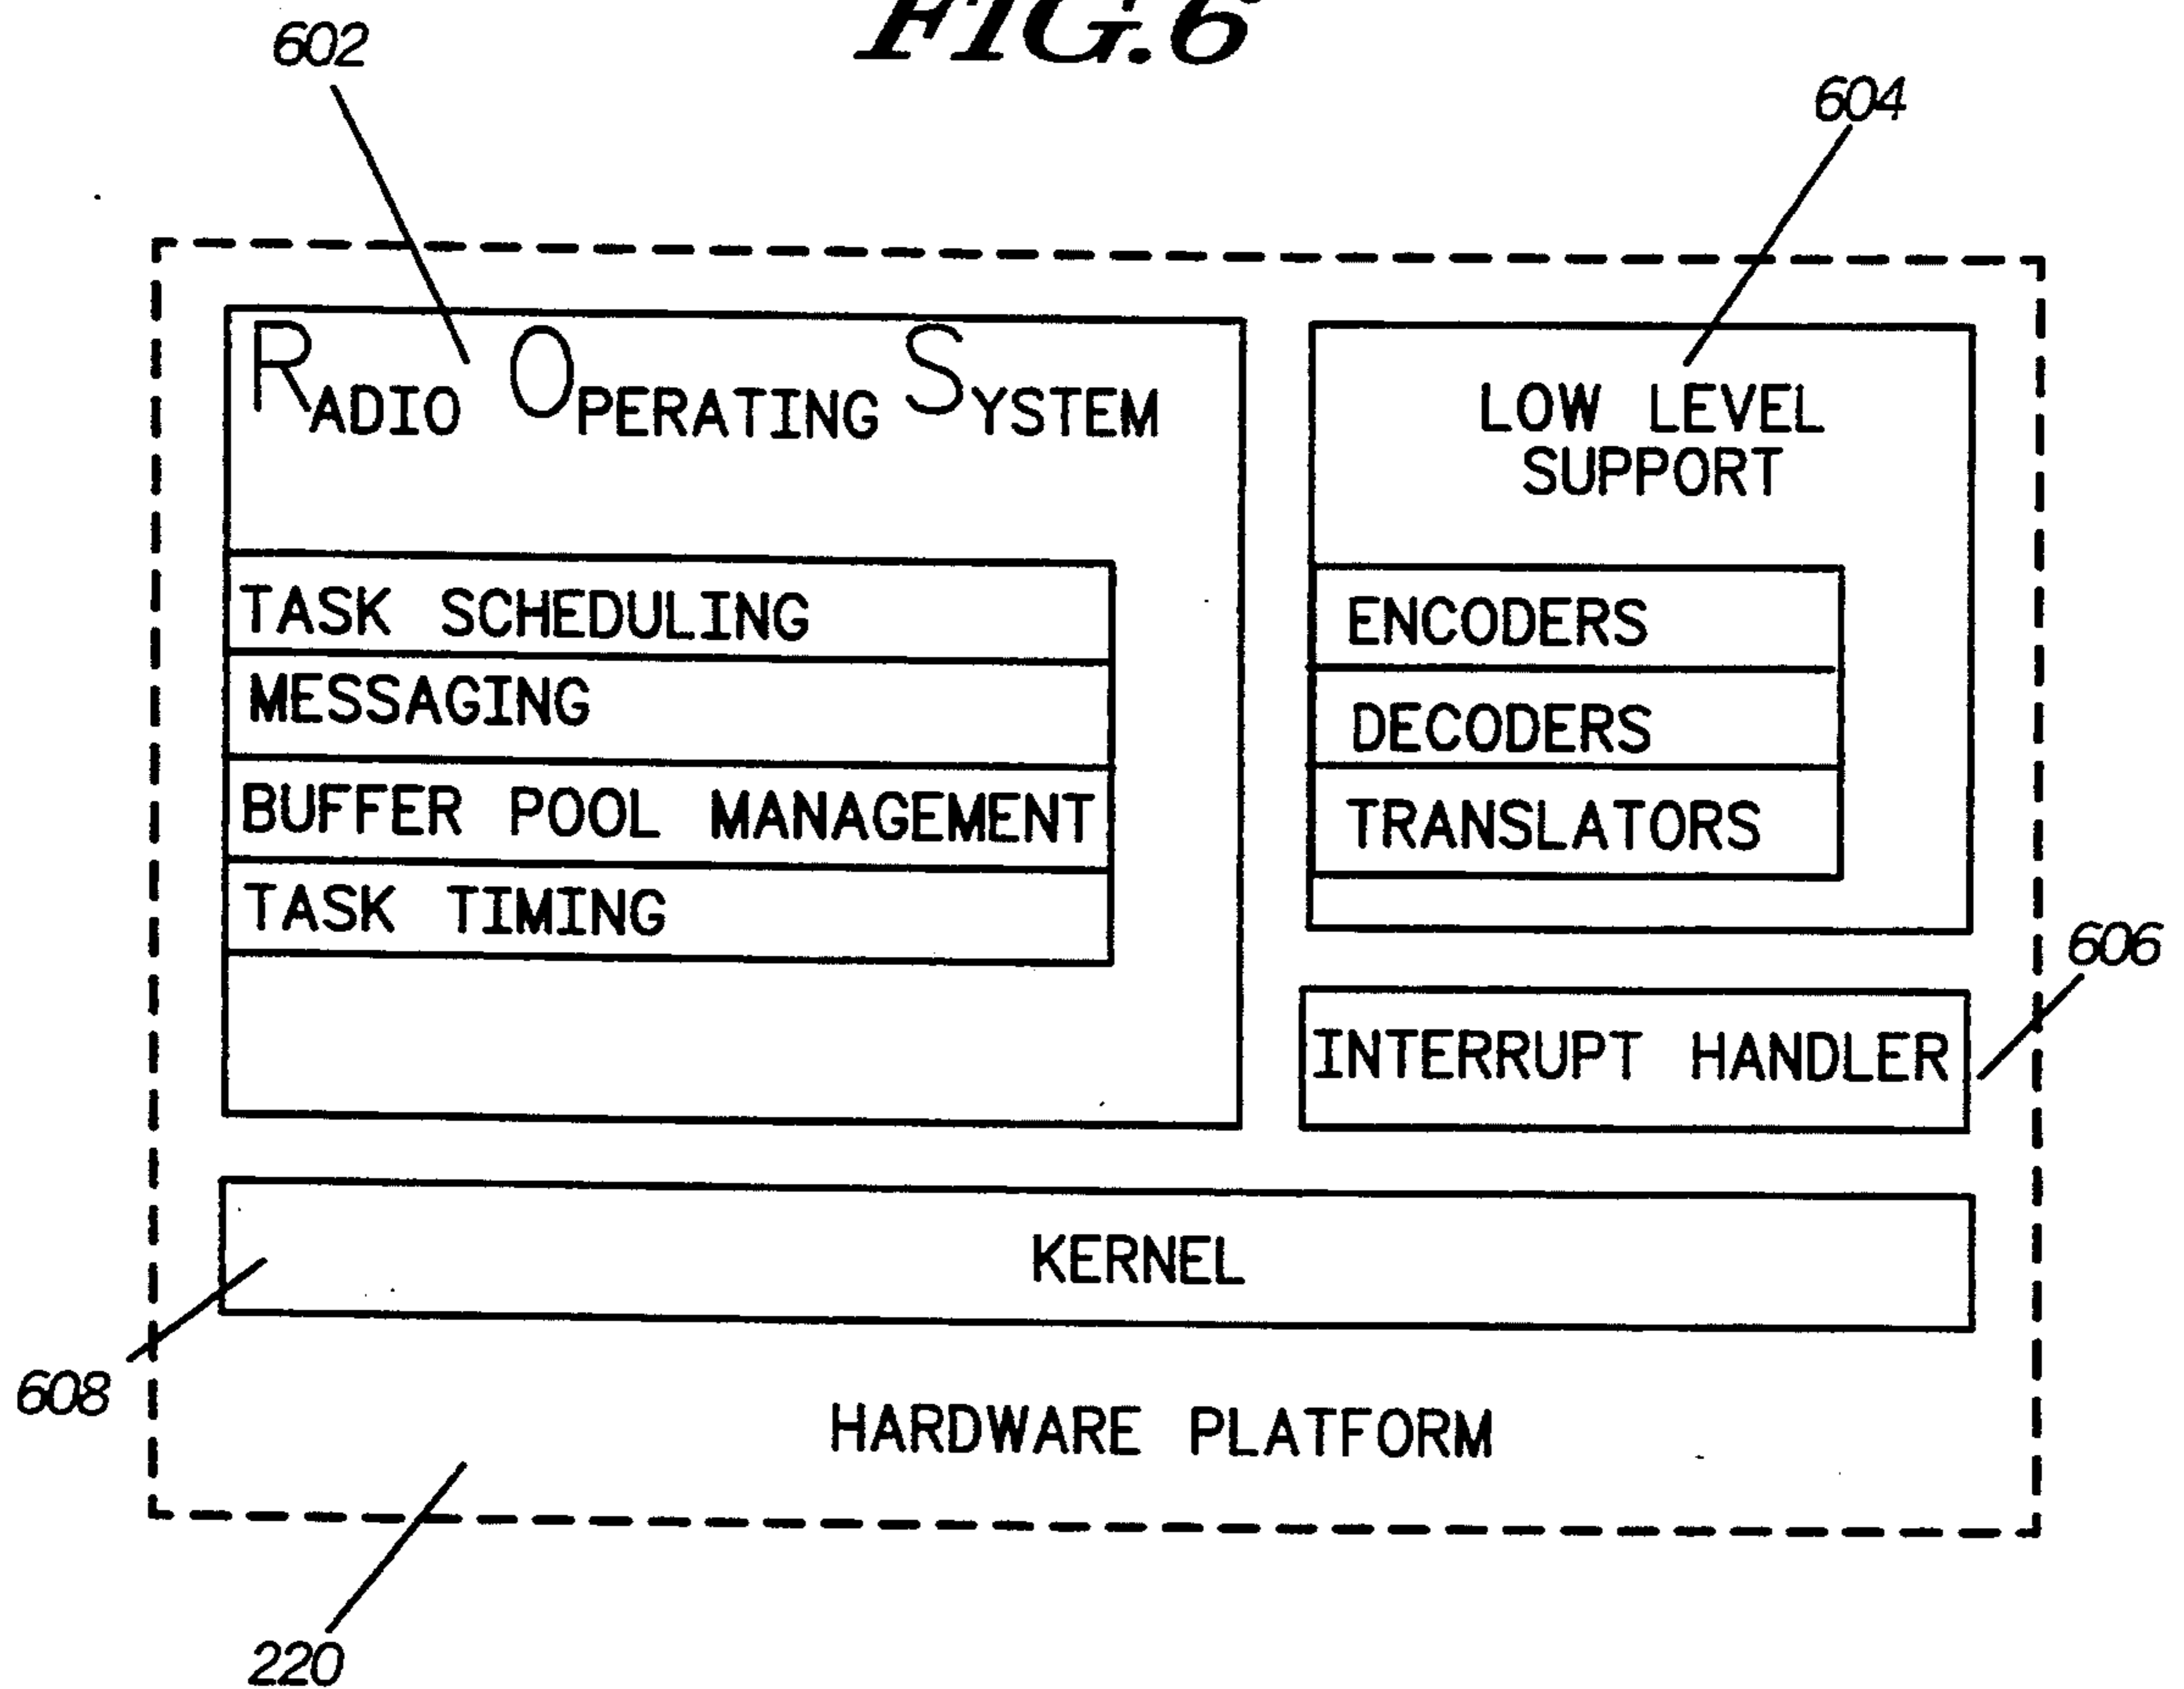 FIG.6
602
604
RADIO OPERATING SYSTEM
LOW LEVEL
SUPPORT
TASK SCHEDULING
MESSAGING
BUFFER POOL MANAGEMENT
TASK TIMING
ENCODERS
DECODERS
TRANSLATORS
606
INTERRUPT HANDLER
KERNEL
608
HARDWARE PLATFORM
220